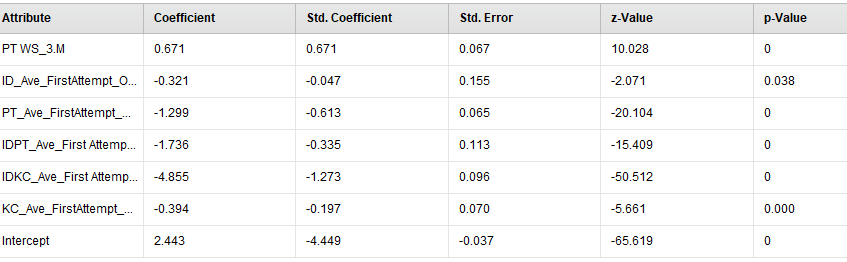 Attribute Coefficient Std. Coefficient Std. Error z-Value p-Value
PT WS_3.M 0.671 0.671 0.067 10.028 0
ID_Ave_FirstAttempt_O... -0.321 -0.047 0.155 -2.071 0.038
PT_Ave_FirstAttempt_... -1.299 -0.613 0.065 -20.104 0
IDPT_Ave_First Attemp... -1.736 -0.335 0.113 -15.409 0
IDKC_Ave_First Attemp... -4.855 -1.273 0.096 -50.512 0
KC_Ave_FirstAttempt_... -0.394 -0.197 0.070 -5.661 0.000
Intercept 2.443 -4.449 -0.037 -65.619 0